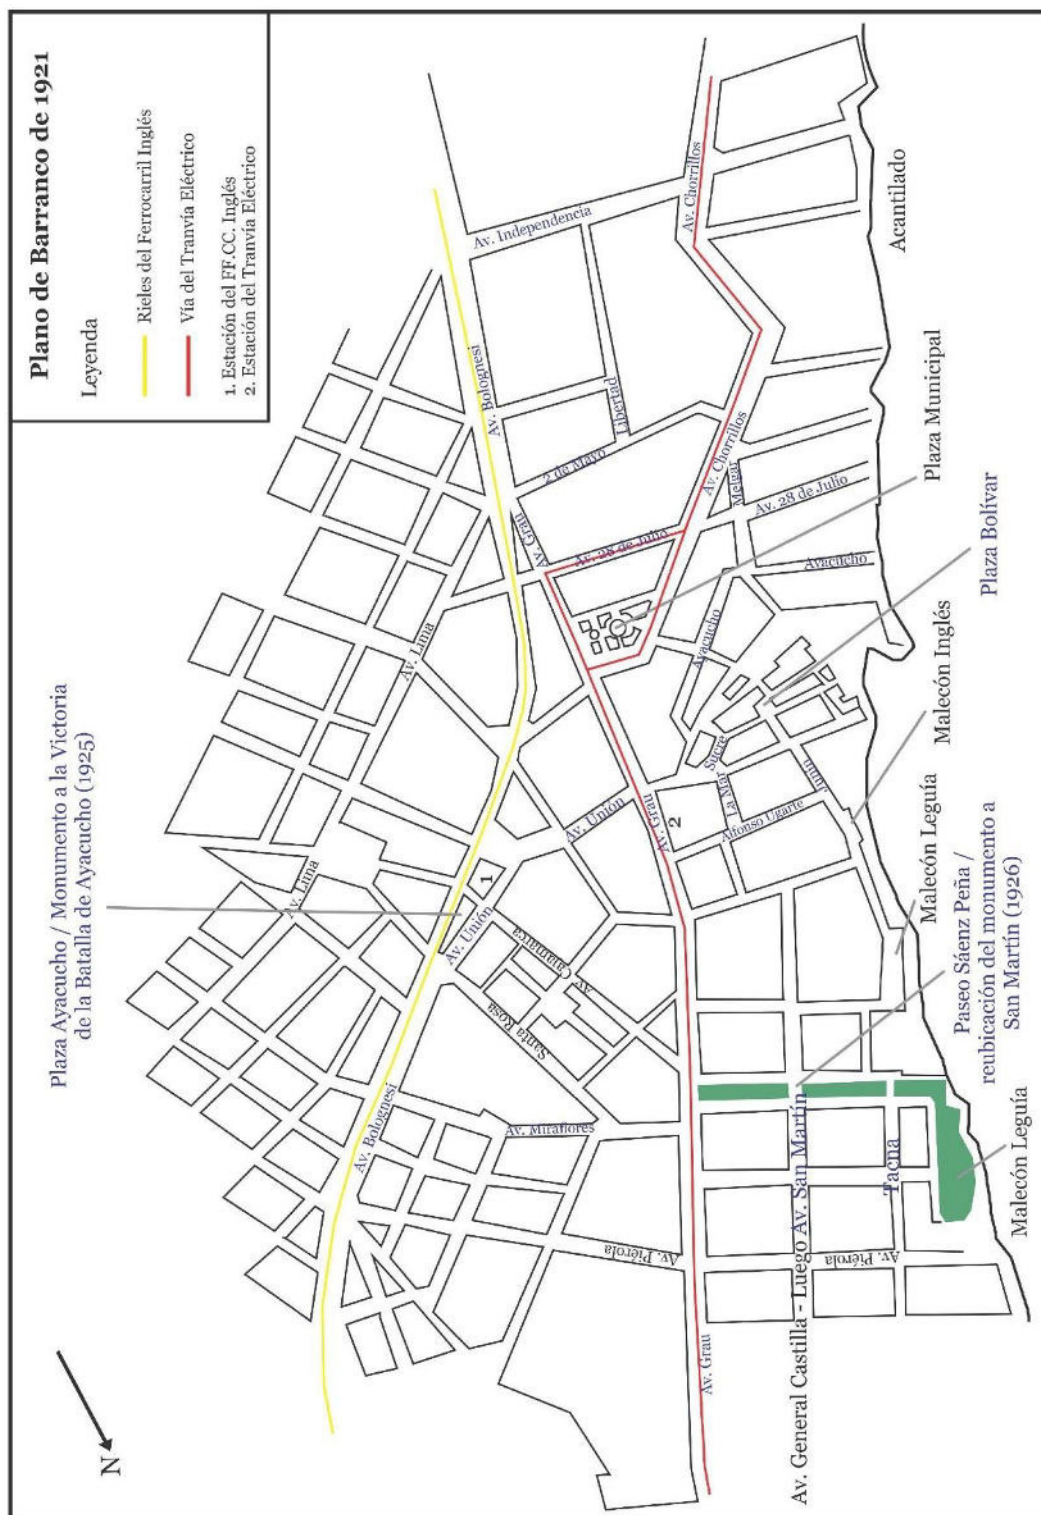 Plano de Barranco de 1921
Leyenda
Rieles del Ferrocarril Inglés
Vía del Tranvía Eléctrico
1. Estación del FF.CC. Inglés
2. Estación del Tranvía Eléctrico
Plaza Ayacucho / Monumento a la Victoria
de la Batalla de Ayacucho (1925)
N
Av. Independencia
Av. Chorrillos
Acantilado
Av. Bolognesi
Libertad
2 de Mayo
Av. Chorrillos
Melgar
Av. 28 de Julio
Plaza Municipal
Av. Grau
Av. 28 de Julio
Ayacucho
Plaza Bolívar
Av. Lima
Ayacucho
Sucre
La Mar
Junín
Malecón Inglés
Av. Unión
Av. Grau
2
Alfonso Ugarte
Malecón Leguía
Av. Lima
1
Av. Unión
Av. Cajamarca
Santa Rosa
Paseo Sáenz Peña /
reubicación del monumento a
San Martín (1926)
Av. Bolognesi
Av. Miraflores
Tacna
Malecón Leguía
Av. Piérola
Av. Piérola
Av. Grau
Av. General Castilla - Luego Av. San Martín